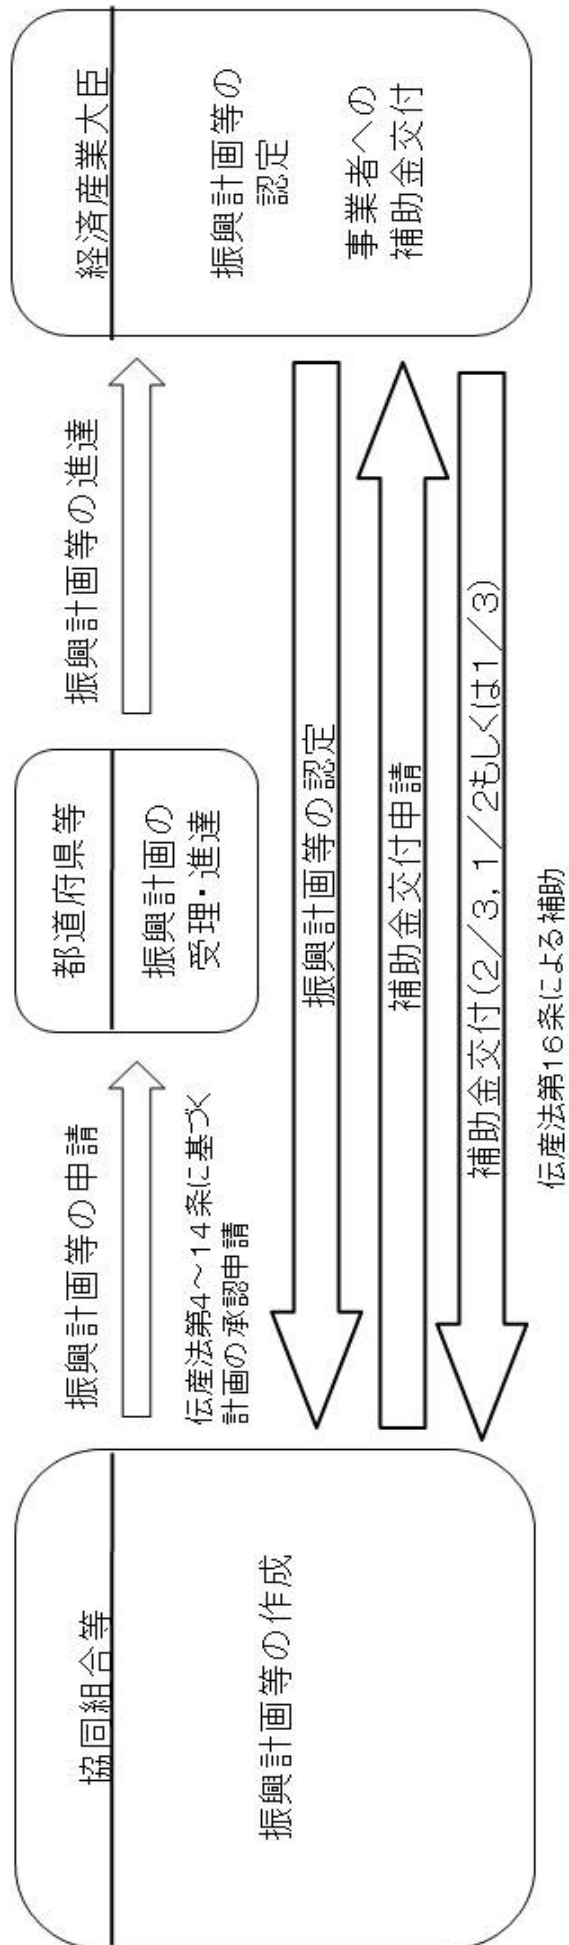 協同組合等
振興計画等の作成
振興計画等の申請
伝産法第4～14条に基づく
計画の承認申請
都道府県等
振興計画の
受理・進達
振興計画等の進達
経済産業大臣
振興計画等の
認定
事業者への
補助金交付
振興計画等の認定
補助金交付申請
補助金交付(2/3,1/2もしくは1/3)
伝産法第16条による補助